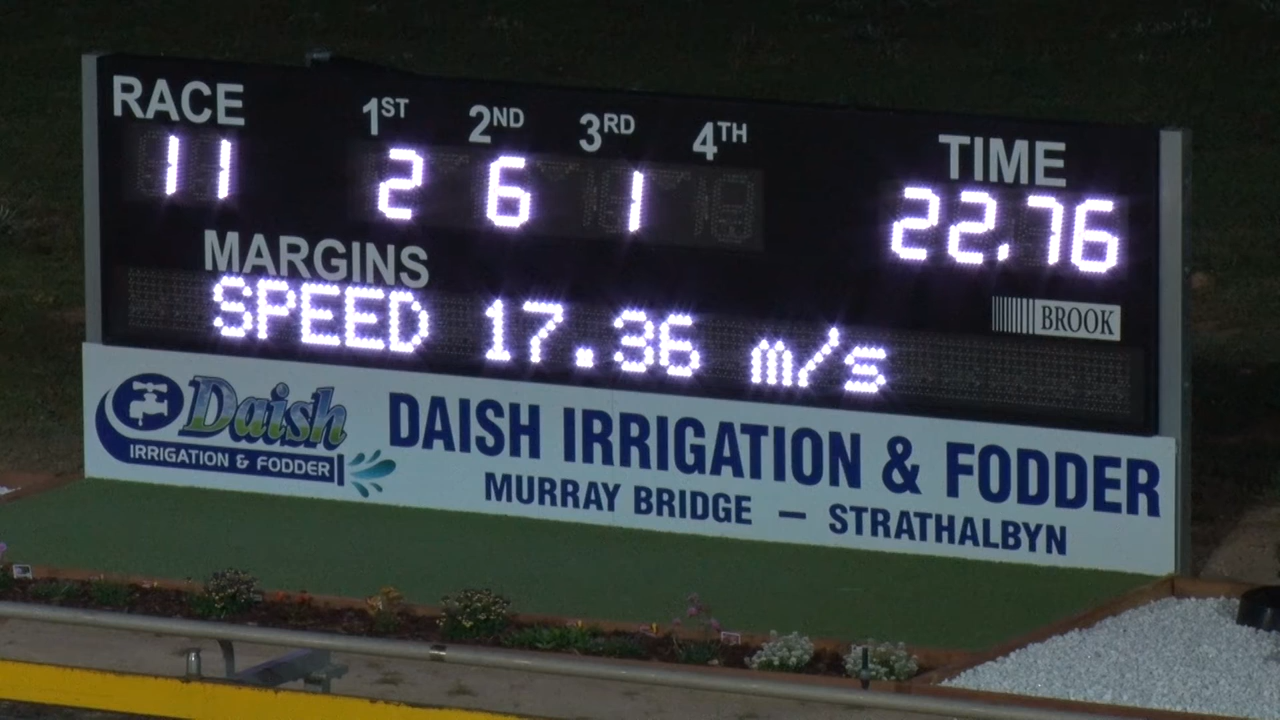 RACE 1ST 2ND 3RD 4TH TIME
11 2 6 1 22.76
MARGINS
SPEED 17.36 m/s
BROOK
Daish
IRRIGATION & FODDER
DAISH IRRIGATION & FODDER
MURRAY BRIDGE – STRATHALBYN